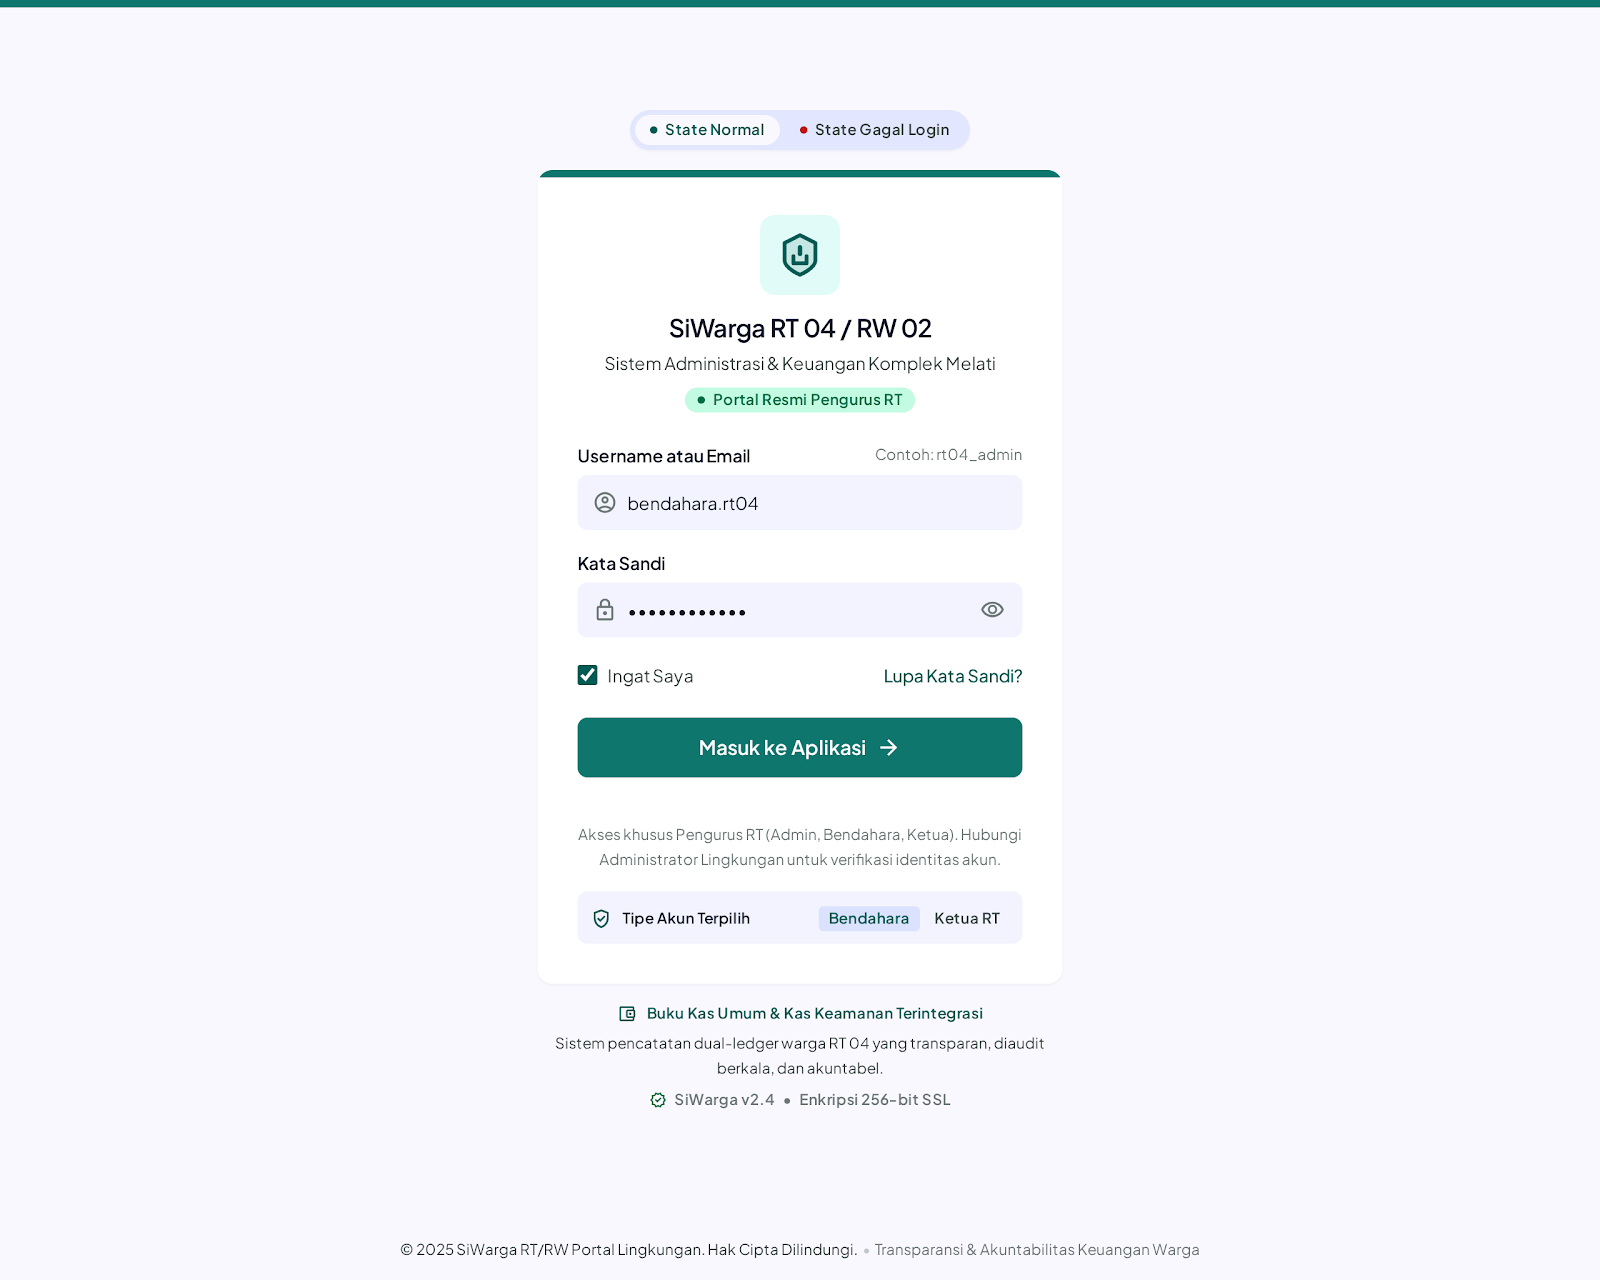 State Normal State Gagal Login
SiWarga RT 04 / RW 02
Sistem Administrasi & Keuangan Komplek Melati
Portal Resmi Pengurus RT
Username atau Email Contoh: rt04_admin
bendahara.rt04
Kata Sandi
••••••••••••
Ingat Saya Lupa Kata Sandi?
Masuk ke Aplikasi →
Akses khusus Pengurus RT (Admin, Bendahara, Ketua). Hubungi
Administrator Lingkungan untuk verifikasi identitas akun.
Tipe Akun Terpilih Bendahara Ketua RT
Buku Kas Umum & Kas Keamanan Terintegrasi
Sistem pencatatan dual-ledger warga RT 04 yang transparan, diaudit
berkala, dan akuntabel.
SiWarga v2.4 • Enkripsi 256-bit SSL
© 2025 SiWarga RT/RW Portal Lingkungan. Hak Cipta Dilindungi. • Transparansi & Akuntabilitas Keuangan Warga